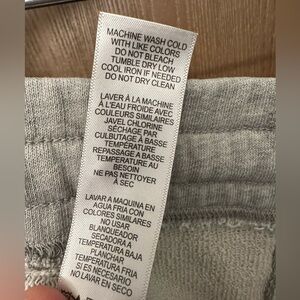 MACHINE WASH COLD
WITH LIKE COLORS
DO NOT BLEACH
TUMBLE DRY LOW
COOL IRON IF NEEDED
DO NOT DRY CLEAN
LAVER À LA MACHINE
À L'EAU FROIDE AVEC
COULEURS SIMILAIRES
JAVEL CHLORINE
SÉCHAGE PAR
CULBUTAGE À BASSE
TEMPÉRATURE
REPASSAGE A BASSE
TEMPÉRATURE AU
BESOIN
NE PAS NETTOYER
À SEC
LAVAR A MAQUINA EN
AGUA FRIA CON
COLORES SIMILARES
NO USAR
BLANQUEADOR
SECADORA A
TEMPERATURA BAJA
PLANCHAR
TEMPERATURA FRIA
SI ES NECESARIO
NO LAVAR EN SECO